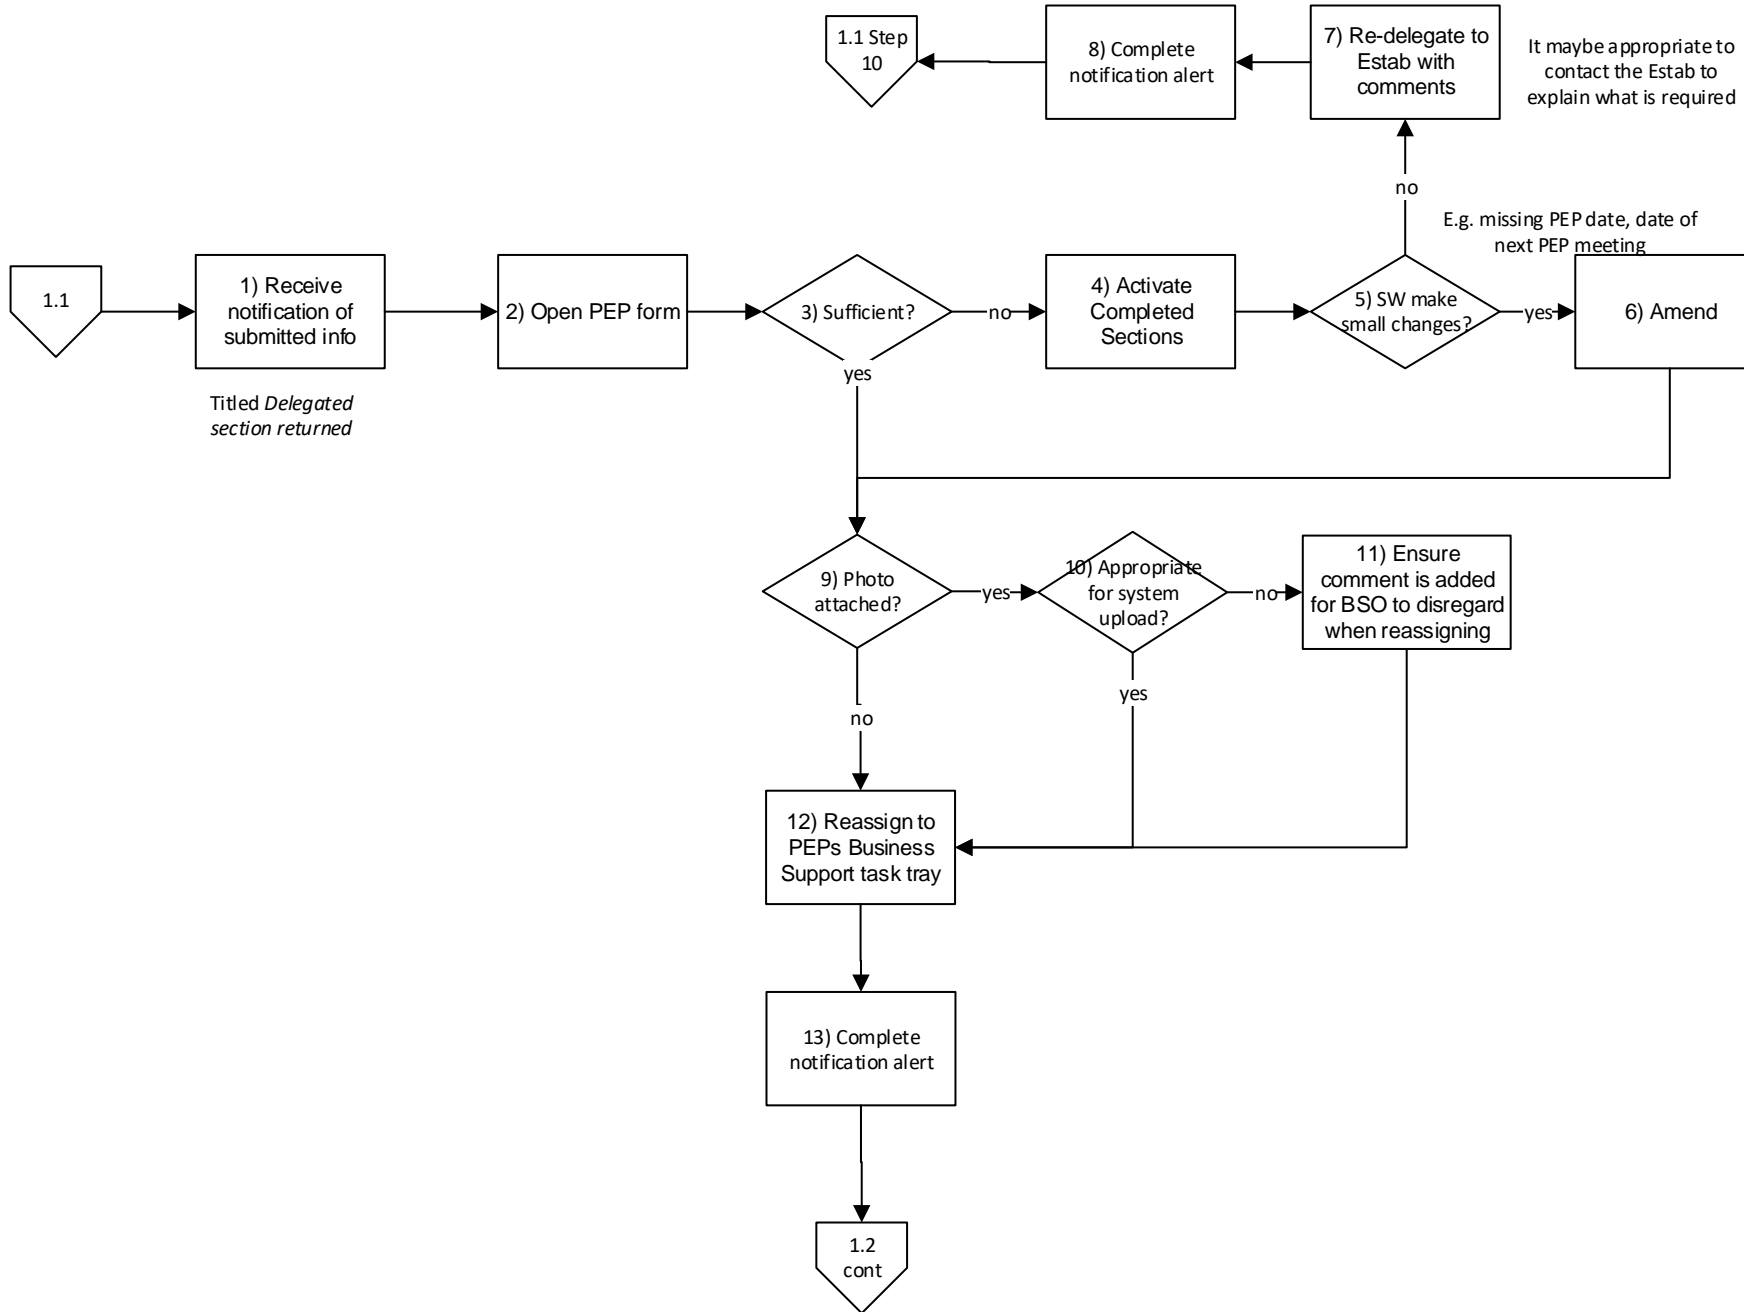 1.1 Step
10
8) Complete
notification alert
7) Re-delegate to
Estab with
comments
It maybe appropriate to
contact the Estab to
explain what is required
no
E.g. missing PEP date, date of
next PEP meeting
1.1
1) Receive
notification of
submitted info
2) Open PEP form
3) Sufficient?
no
4) Activate
Completed
Sections
5) SW make
small changes?
yes
6) Amend
yes
Titled Delegated
section returned
9) Photo
attached?
yes
10) Appropriate
for system
upload?
no
11) Ensure
comment is added
for BSO to disregard
when reassigning
no
yes
12) Reassign to
PEPs Business
Support task tray
13) Complete
notification alert
1.2
cont